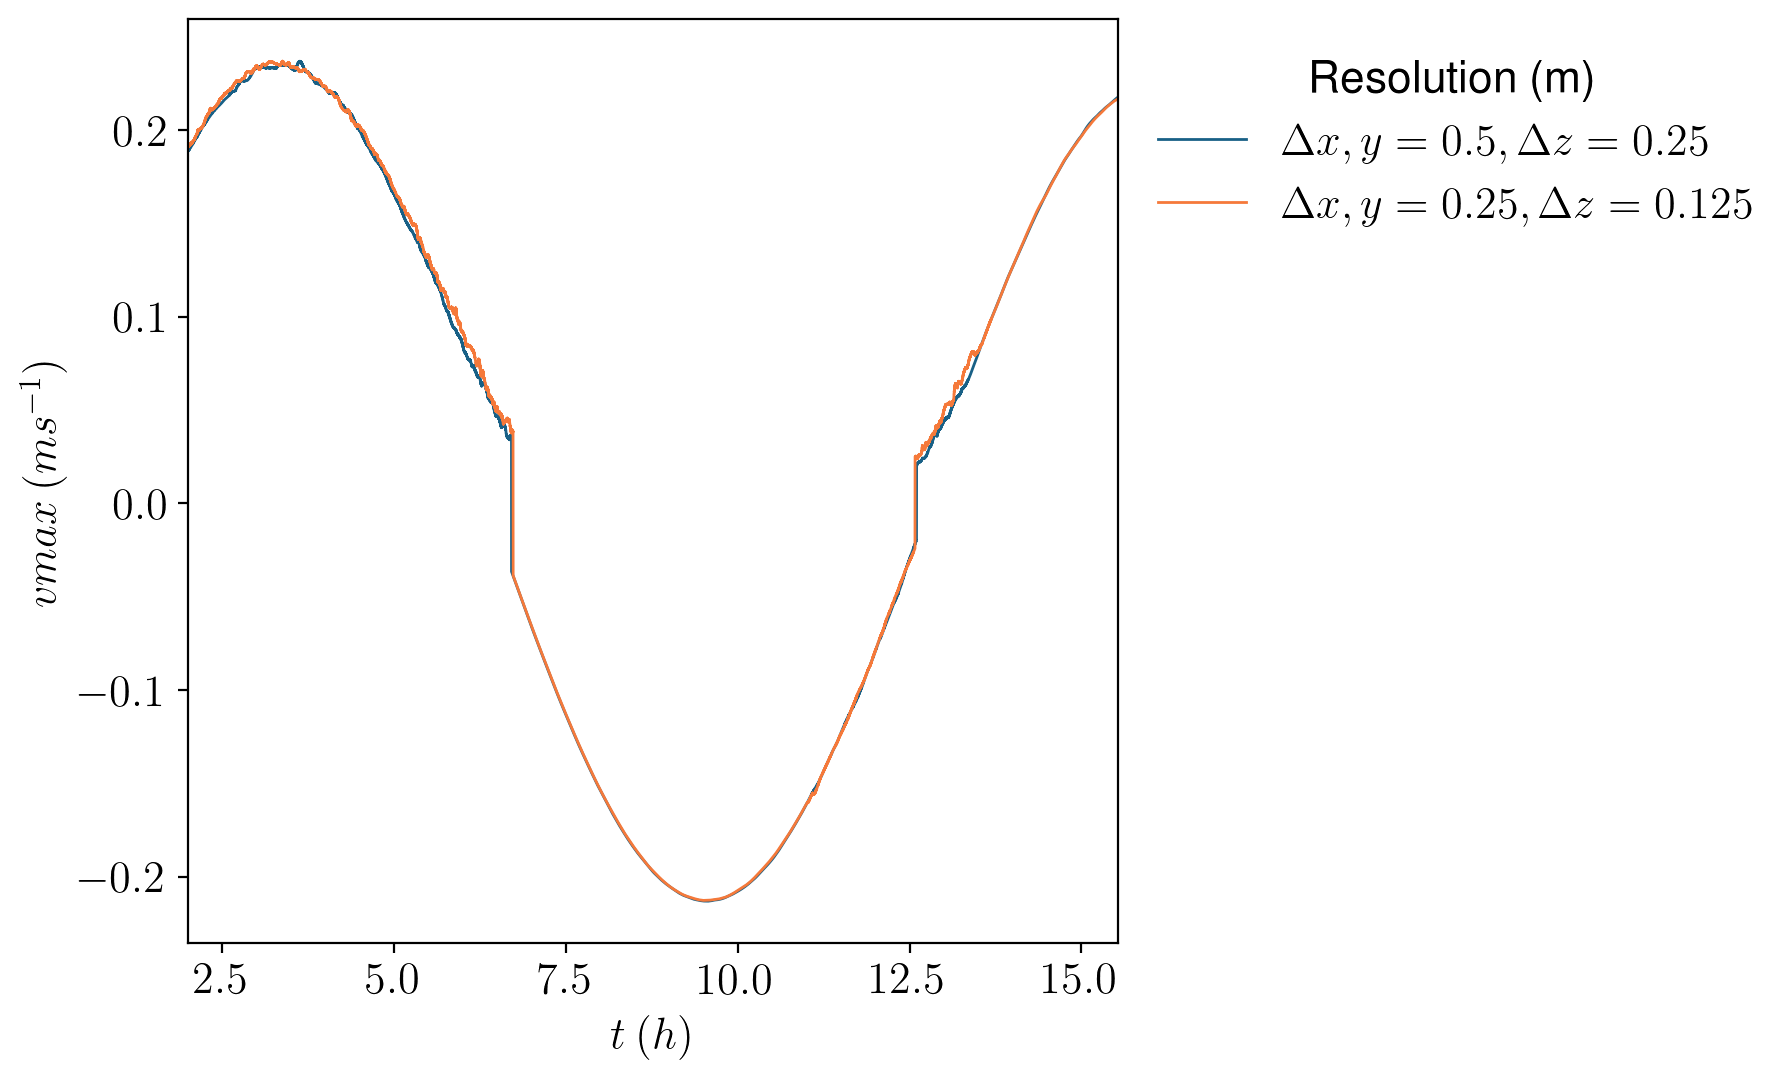 Resolution (m)
Δx, y = 0.5, Δz = 0.25
Δx, y = 0.25, Δz = 0.125
vmax (ms⁻¹)
0.2
0.1
0.0
−0.1
−0.2
2.5 5.0 7.5 10.0 12.5 15.0
t (h)